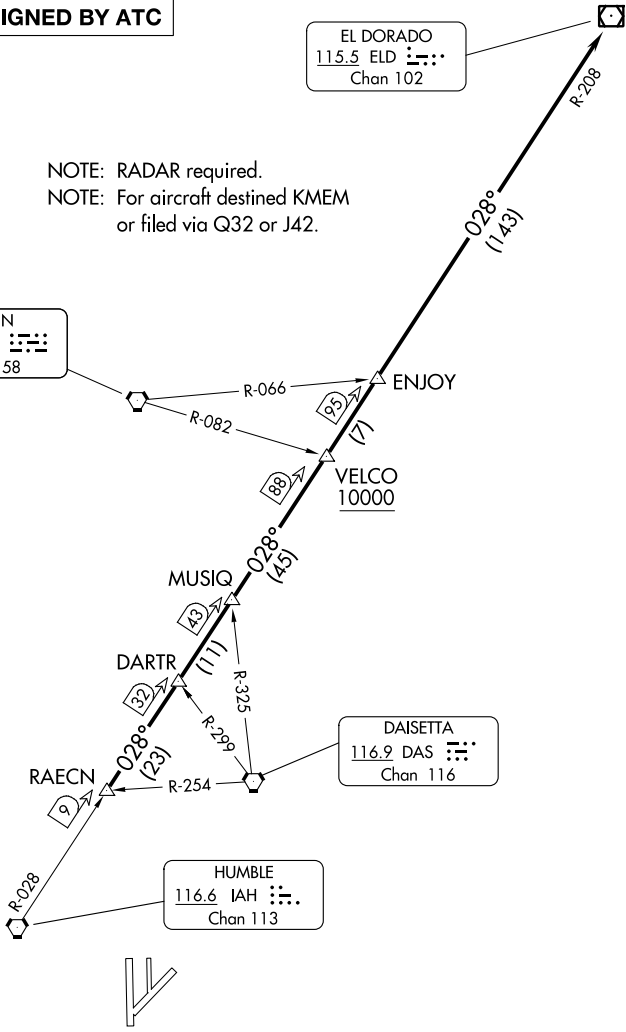 IGNED BY ATC
EL DORADO
115.5 ELD
Chan 102
R-208
NOTE: RADAR required.
NOTE: For aircraft destined KMEM
or filed via Q32 or J42.
028°
(143)
N
58
R-066
ENJOY
95
R-082
(7)
VELCO
10000
88
028°
(45)
MUSIQ
43
(11)
DARTR
R-325
32
R-299
028°
(23)
DAISETTA
116.9 DAS
Chan 116
RAECN
R-254
9
R-028
HUMBLE
116.6 IAH
Chan 113